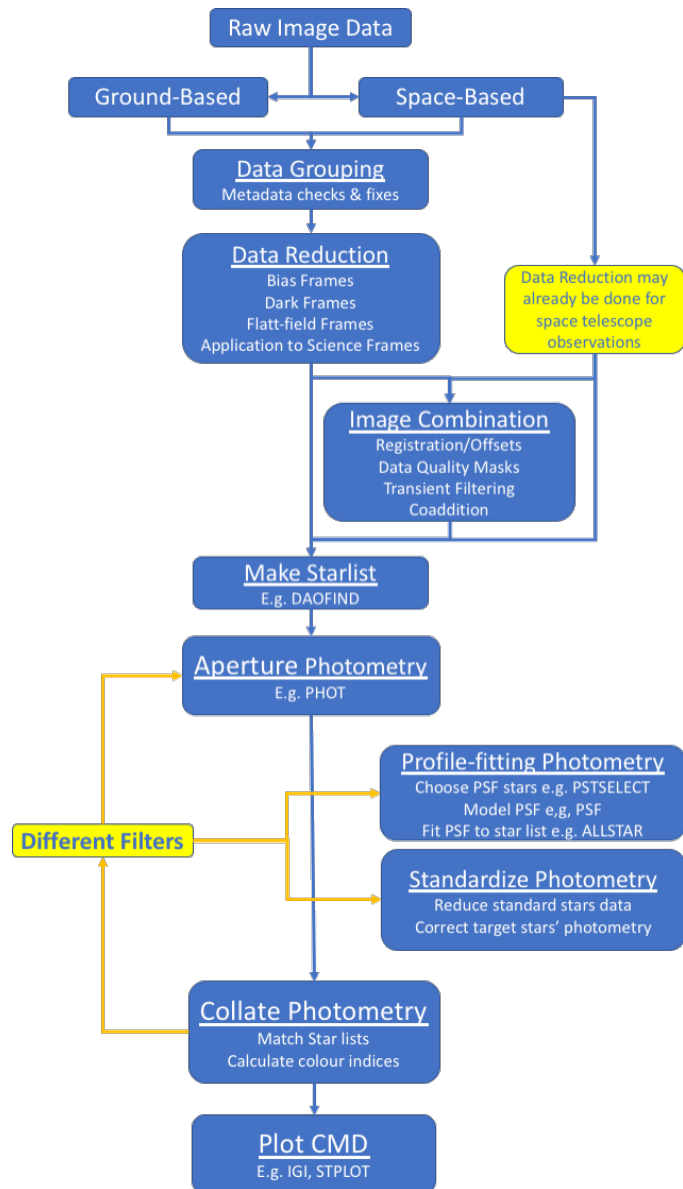 Raw Image Data
Ground-Based
Space-Based
Data Grouping
Metadata checks & fixes
Data Reduction
Bias Frames
Dark Frames
Flatt-field Frames
Application to Science Frames
Data Reduction may
already be done for
space telescope
observations
Image Combination
Registration/Offsets
Data Quality Masks
Transient Filtering
Coaddition
Make Starlist
E.g. DAOFIND
Aperture Photometry
E.g. PHOT
Profile-fitting Photometry
Choose PSF stars e.g. PSTSELECT
Model PSF e,g, PSF
Fit PSF to star list e.g. ALLSTAR
Different Filters
Standardize Photometry
Reduce standard stars data
Correct target stars’ photometry
Collate Photometry
Match Star lists
Calculate colour indices
Plot CMD
E.g. IGI, STPLOT